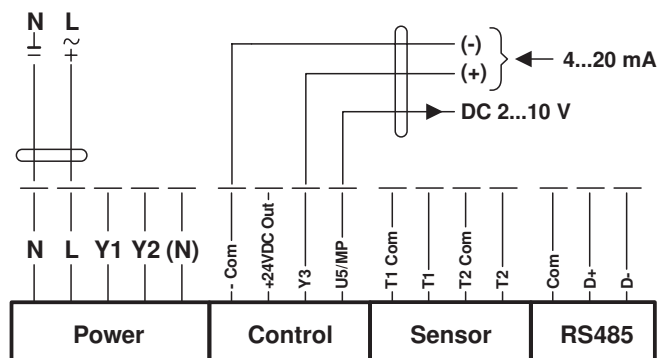 N L
(-)
(+)
4...20 mA
DC 2...10 V
N L Y1 Y2 (N)
- Com
+24VDC Out
Y3
U5/MP
T1 Com
T1
T2 Com
T2
Com
D+
D-
Power Control Sensor RS485